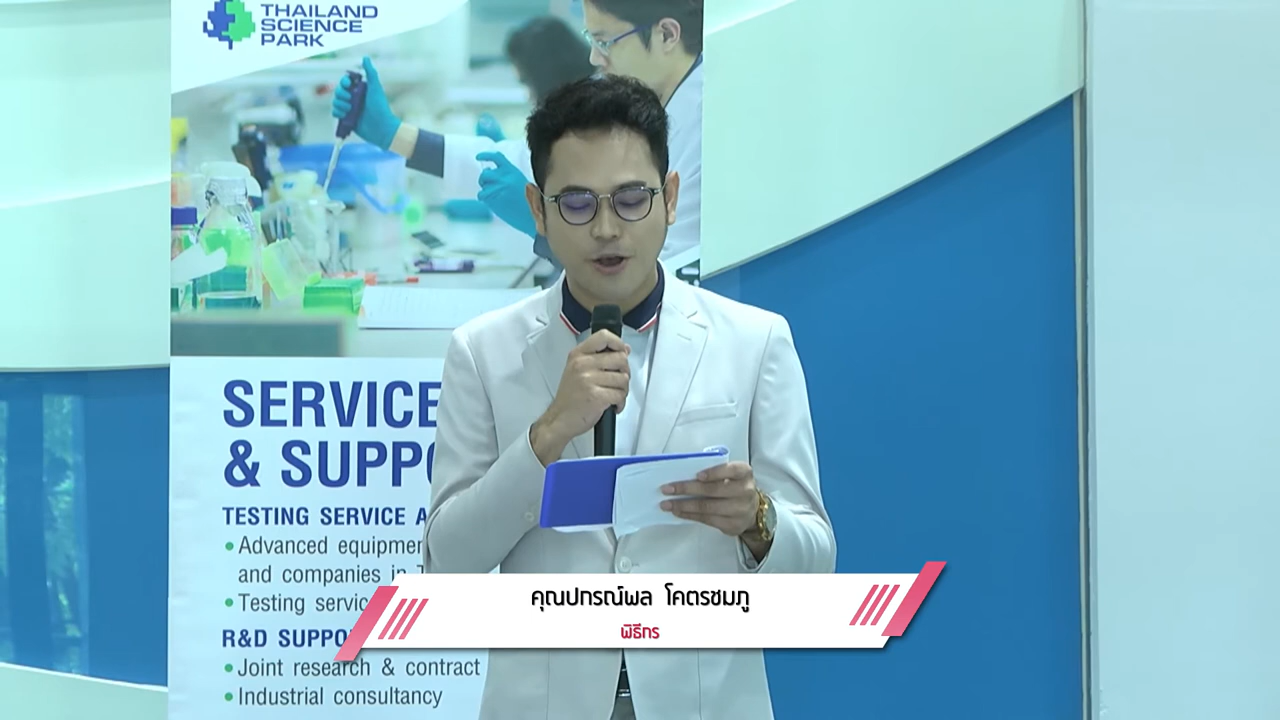 THAILAND
SCIENCE
PARK
SERVICE
& SUPPO
TESTING SERVICE A
• Advanced equipmen
and companies in T
• Testing servic
R&D SUPPO
• Joint research & contract
• Industrial consultancy
คุณปกรณ์พล โคตรชมภู
พิธีกร